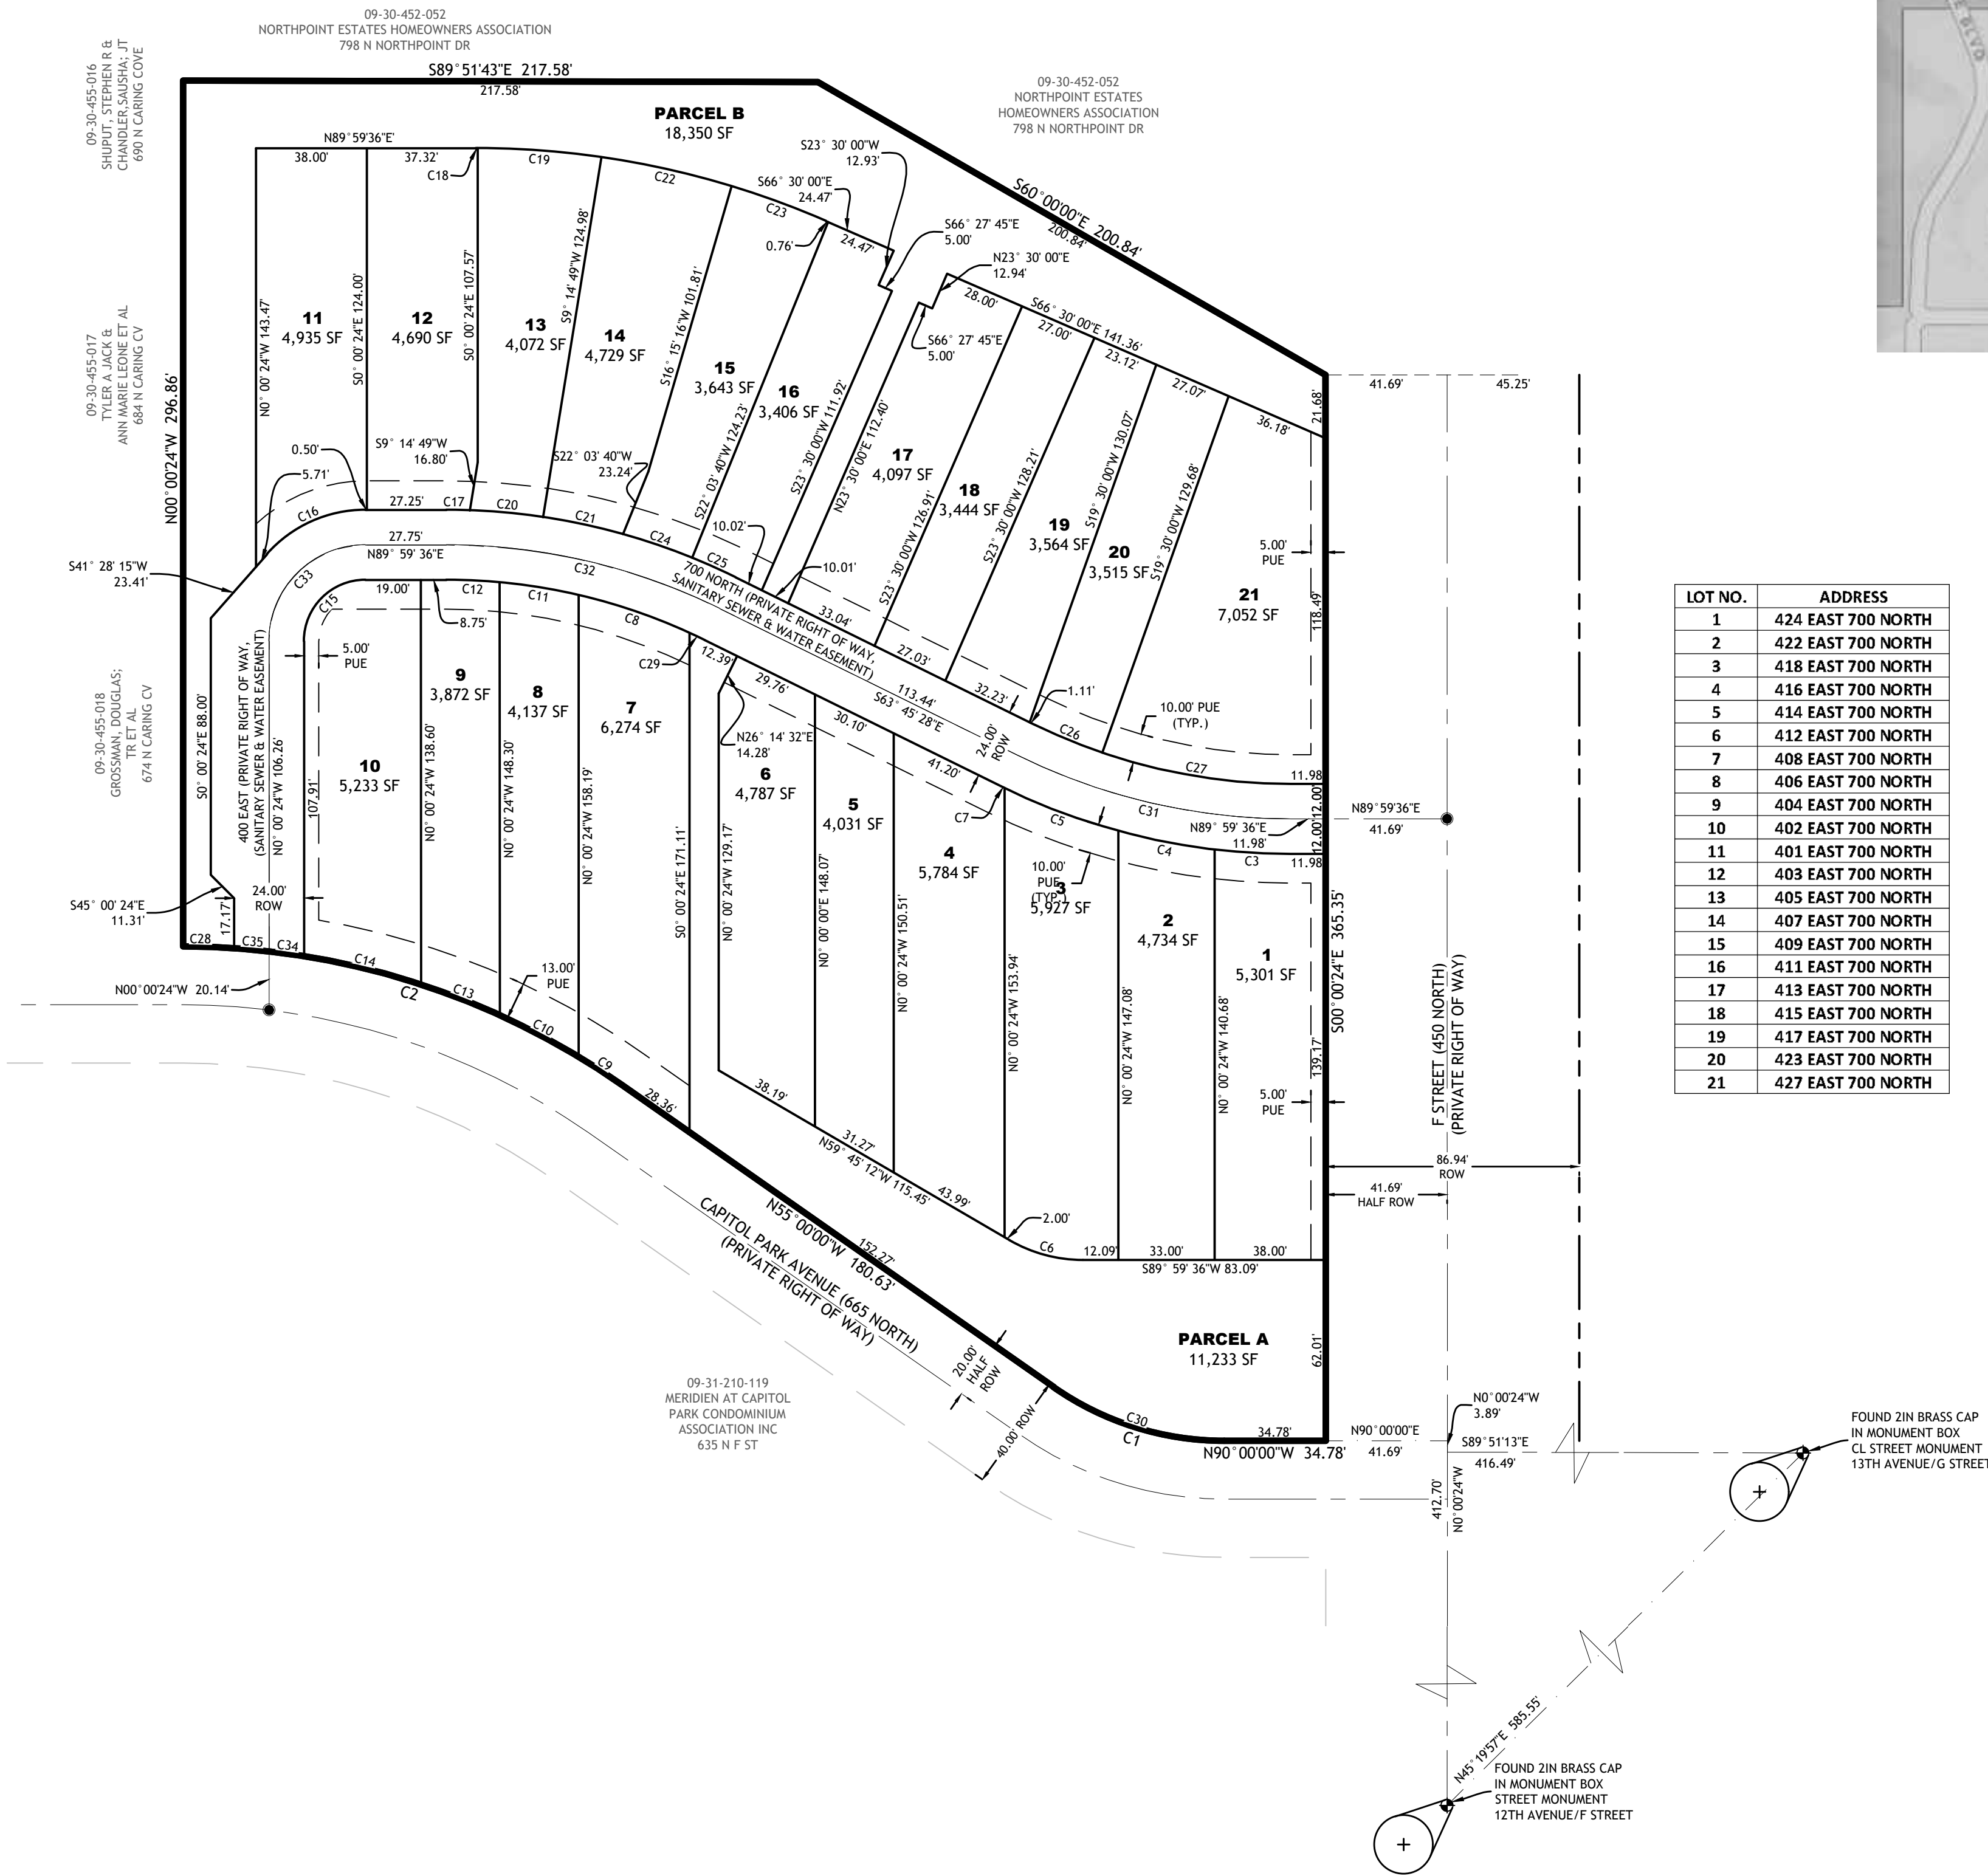 09-30-452-052
NORTHPOINT ESTATES HOMEOWNERS ASSOCIATION
798 N NORTHPOINT DR
S89°51'43"E 217.58'
217.58'
09-30-455-016
SHUPUT, STEPHEN R &
CHANDLER,SAUSHA; JT
690 N CARING COVE
09-30-452-052
NORTHPOINT ESTATES
HOMEOWNERS ASSOCIATION
798 N NORTHPOINT DR
PARCEL B
18,350 SF
N89°59'36"E'
38.00'
37.32'
C18
C19
C22
C23
S23° 30' 00"W
12.93'
S66° 30' 00"E
24.47'
24.47'
0.76'
S66° 27' 45"E
5.00'
N23° 30' 00"E
12.94'
S66° 27' 45"E
5.00'
S60°00'00"E 200.84'
200.84'
28.00'
S66° 30' 00"E 141.36'
27.00'
23.12'
27.07'
36.18'
21.68'
41.69'
45.25'
09-30-455-017
TYLER A JACK &
ANN MARIE LEONE ET AL
684 N CARING CV
N00°00'24"W 296.86'
N0° 00' 24"W 143.47'
11
4,935 SF
S0° 00' 24"E 124.00'
12
4,690 SF
S0° 00' 24"E 107.57'
13
4,072 SF
S9° 14' 49"W 124.98'
14
4,729 SF
S16° 15' 16"W 101.81'
15
3,643 SF
S22° 03' 40"W 124.23'
16
3,406 SF
S23° 30' 00"W 111.92'
N23° 30' 00"E 112.40'
17
4,097 SF
S23° 30' 00"W 126.91'
18
3,444 SF
S23° 30' 00"W 128.21'
19
3,564 SF
S19° 30' 00"W 130.07'
20
3,515 SF
S19° 30' 00"W 129.68'
21
7,052 SF
5.00'
PUE
118.49'
0.50'
5.71'
S9° 14' 49"W
16.80'
S22° 03' 40"W
23.24'
C16
27.25'
C17
C20
C21
C24
C25
10.02'
10.01'
33.04'
27.03'
32.23'
1.11'
C26
C27
11.98
10.00' PUE
(TYP.)
S41° 28' 15"W
23.41'
27.75'
N89° 59' 36"E
C33
C32
700 NORTH (PRIVATE RIGHT OF WAY,
SANITARY SEWER & WATER EASEMENT)
113.44'
S63° 45' 28"E
24.00'
ROW
C31
N89° 59' 36"E
11.98'
12.00'
12.00'
N89°59'36"E
41.69'
C15
19.00'
C12
C11
C8
8.75'
C29
12.39'
29.76'
30.10'
41.20'
C7
C5
C4
C3
11.98
5.00'
PUE
09-30-455-018
GROSSMAN, DOUGLAS;
TR ET AL
674 N CARING CV
S0° 00' 24"E 88.00'
400 EAST (PRIVATE RIGHT OF WAY,
(SANITARY SEWER & WATER EASEMENT)
N0° 00' 24"W 106.26'
107.91'
10
5,233 SF
N0° 00' 24"W 138.60'
9
3,872 SF
N0° 00' 24"W 148.30'
8
4,137 SF
N0° 00' 24"W 158.19'
7
6,274 SF
S0° 00' 24"E 171.11'
N26° 14' 32"E
14.28'
N0° 00' 24"W 129.17'
6
4,787 SF
N0° 00' 00"E 148.07'
5
4,031 SF
N0° 00' 24"W 150.51'
4
5,784 SF
N0° 00' 24"W 153.94'
10.00'
PUE
(TYP.)
3
5,927 SF
N0° 00' 24"W 147.08'
2
4,734 SF
N0° 00' 24"W 140.68'
1
5,301 SF
139.17'
5.00'
PUE
S00°00'24"E 365.35'
S45° 00' 24"E
11.31'
17.17'
24.00'
ROW
C28
C35
C34
C14
C2
C13
C10
C9
13.00'
PUE
N00°00'24"W 20.14'
28.36'
38.19'
31.27'
N59° 45' 12"W 115.45'
43.99'
2.00'
C6
12.09'
33.00'
38.00'
S89° 59' 36"W 83.09'
N55°00'00"W 180.63'
152.27'
CAPITOL PARK AVENUE (665 NORTH)
(PRIVATE RIGHT OF WAY)
20.00'
HALF
ROW
40.00' ROW
PARCEL A
11,233 SF
62.01'
C30
C1
34.78'
N90°00'00"W 34.78'
F STREET (450 NORTH)
(PRIVATE RIGHT OF WAY)
86.94'
ROW
41.69'
HALF ROW
N90°00'00"E
41.69'
N0°00'24"W
3.89'
S89°51'13"E
416.49'
412.70'
N0°00'24"W
09-31-210-119
MERIDIEN AT CAPITOL
PARK CONDOMINIUM
ASSOCIATION INC
635 N F ST
FOUND 2IN BRASS CAP
IN MONUMENT BOX
CL STREET MONUMENT
13TH AVENUE/G STREET
N45°19'57"E 585.55'
FOUND 2IN BRASS CAP
IN MONUMENT BOX
STREET MONUMENT
12TH AVENUE/F STREET
LOT NO. ADDRESS
1 424 EAST 700 NORTH
2 422 EAST 700 NORTH
3 418 EAST 700 NORTH
4 416 EAST 700 NORTH
5 414 EAST 700 NORTH
6 412 EAST 700 NORTH
7 408 EAST 700 NORTH
8 406 EAST 700 NORTH
9 404 EAST 700 NORTH
10 402 EAST 700 NORTH
11 401 EAST 700 NORTH
12 403 EAST 700 NORTH
13 405 EAST 700 NORTH
14 407 EAST 700 NORTH
15 409 EAST 700 NORTH
16 411 EAST 700 NORTH
17 413 EAST 700 NORTH
18 415 EAST 700 NORTH
19 417 EAST 700 NORTH
20 423 EAST 700 NORTH
21 427 EAST 700 NORTH